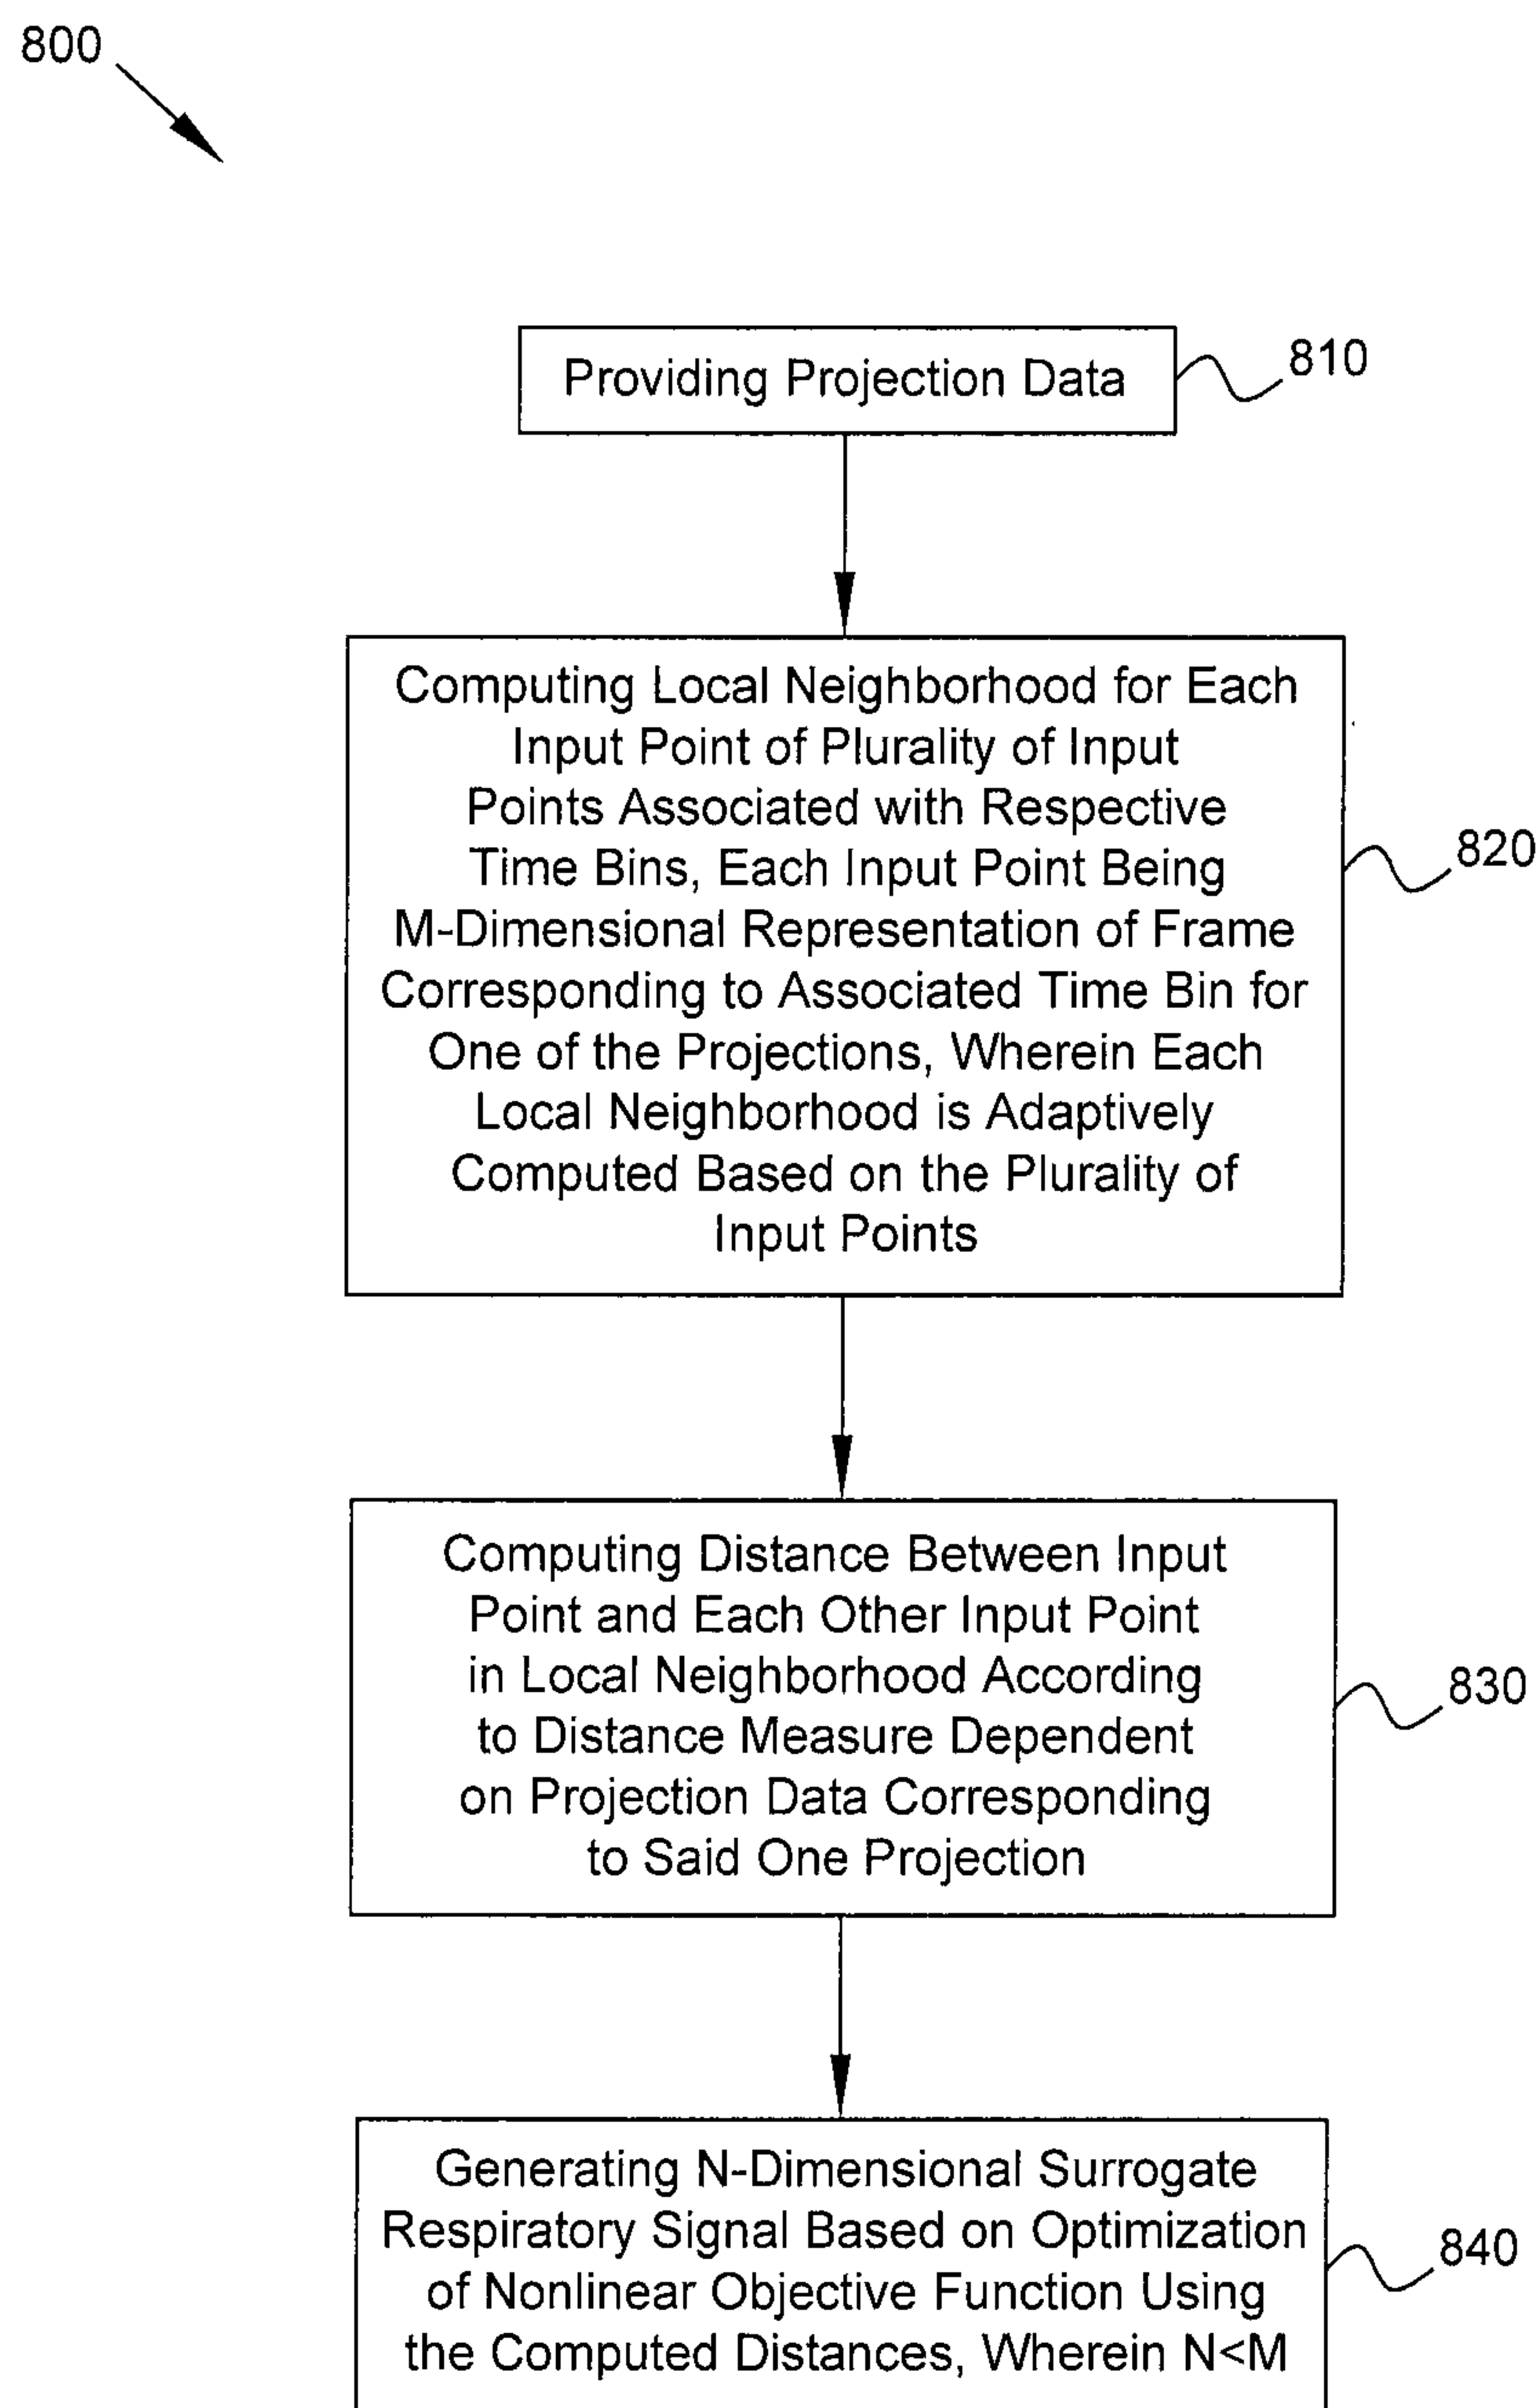 800
Providing Projection Data
810
Computing Local Neighborhood for Each
Input Point of Plurality of Input
Points Associated with Respective
Time Bins, Each Input Point Being
M-Dimensional Representation of Frame
Corresponding to Associated Time Bin for
One of the Projections, Wherein Each
Local Neighborhood is Adaptively
Computed Based on the Plurality of
Input Points
820
Computing Distance Between Input
Point and Each Other Input Point
in Local Neighborhood According
to Distance Measure Dependent
on Projection Data Corresponding
to Said One Projection
830
Generating N-Dimensional Surrogate
Respiratory Signal Based on Optimization
of Nonlinear Objective Function Using
the Computed Distances, Wherein N<M
840